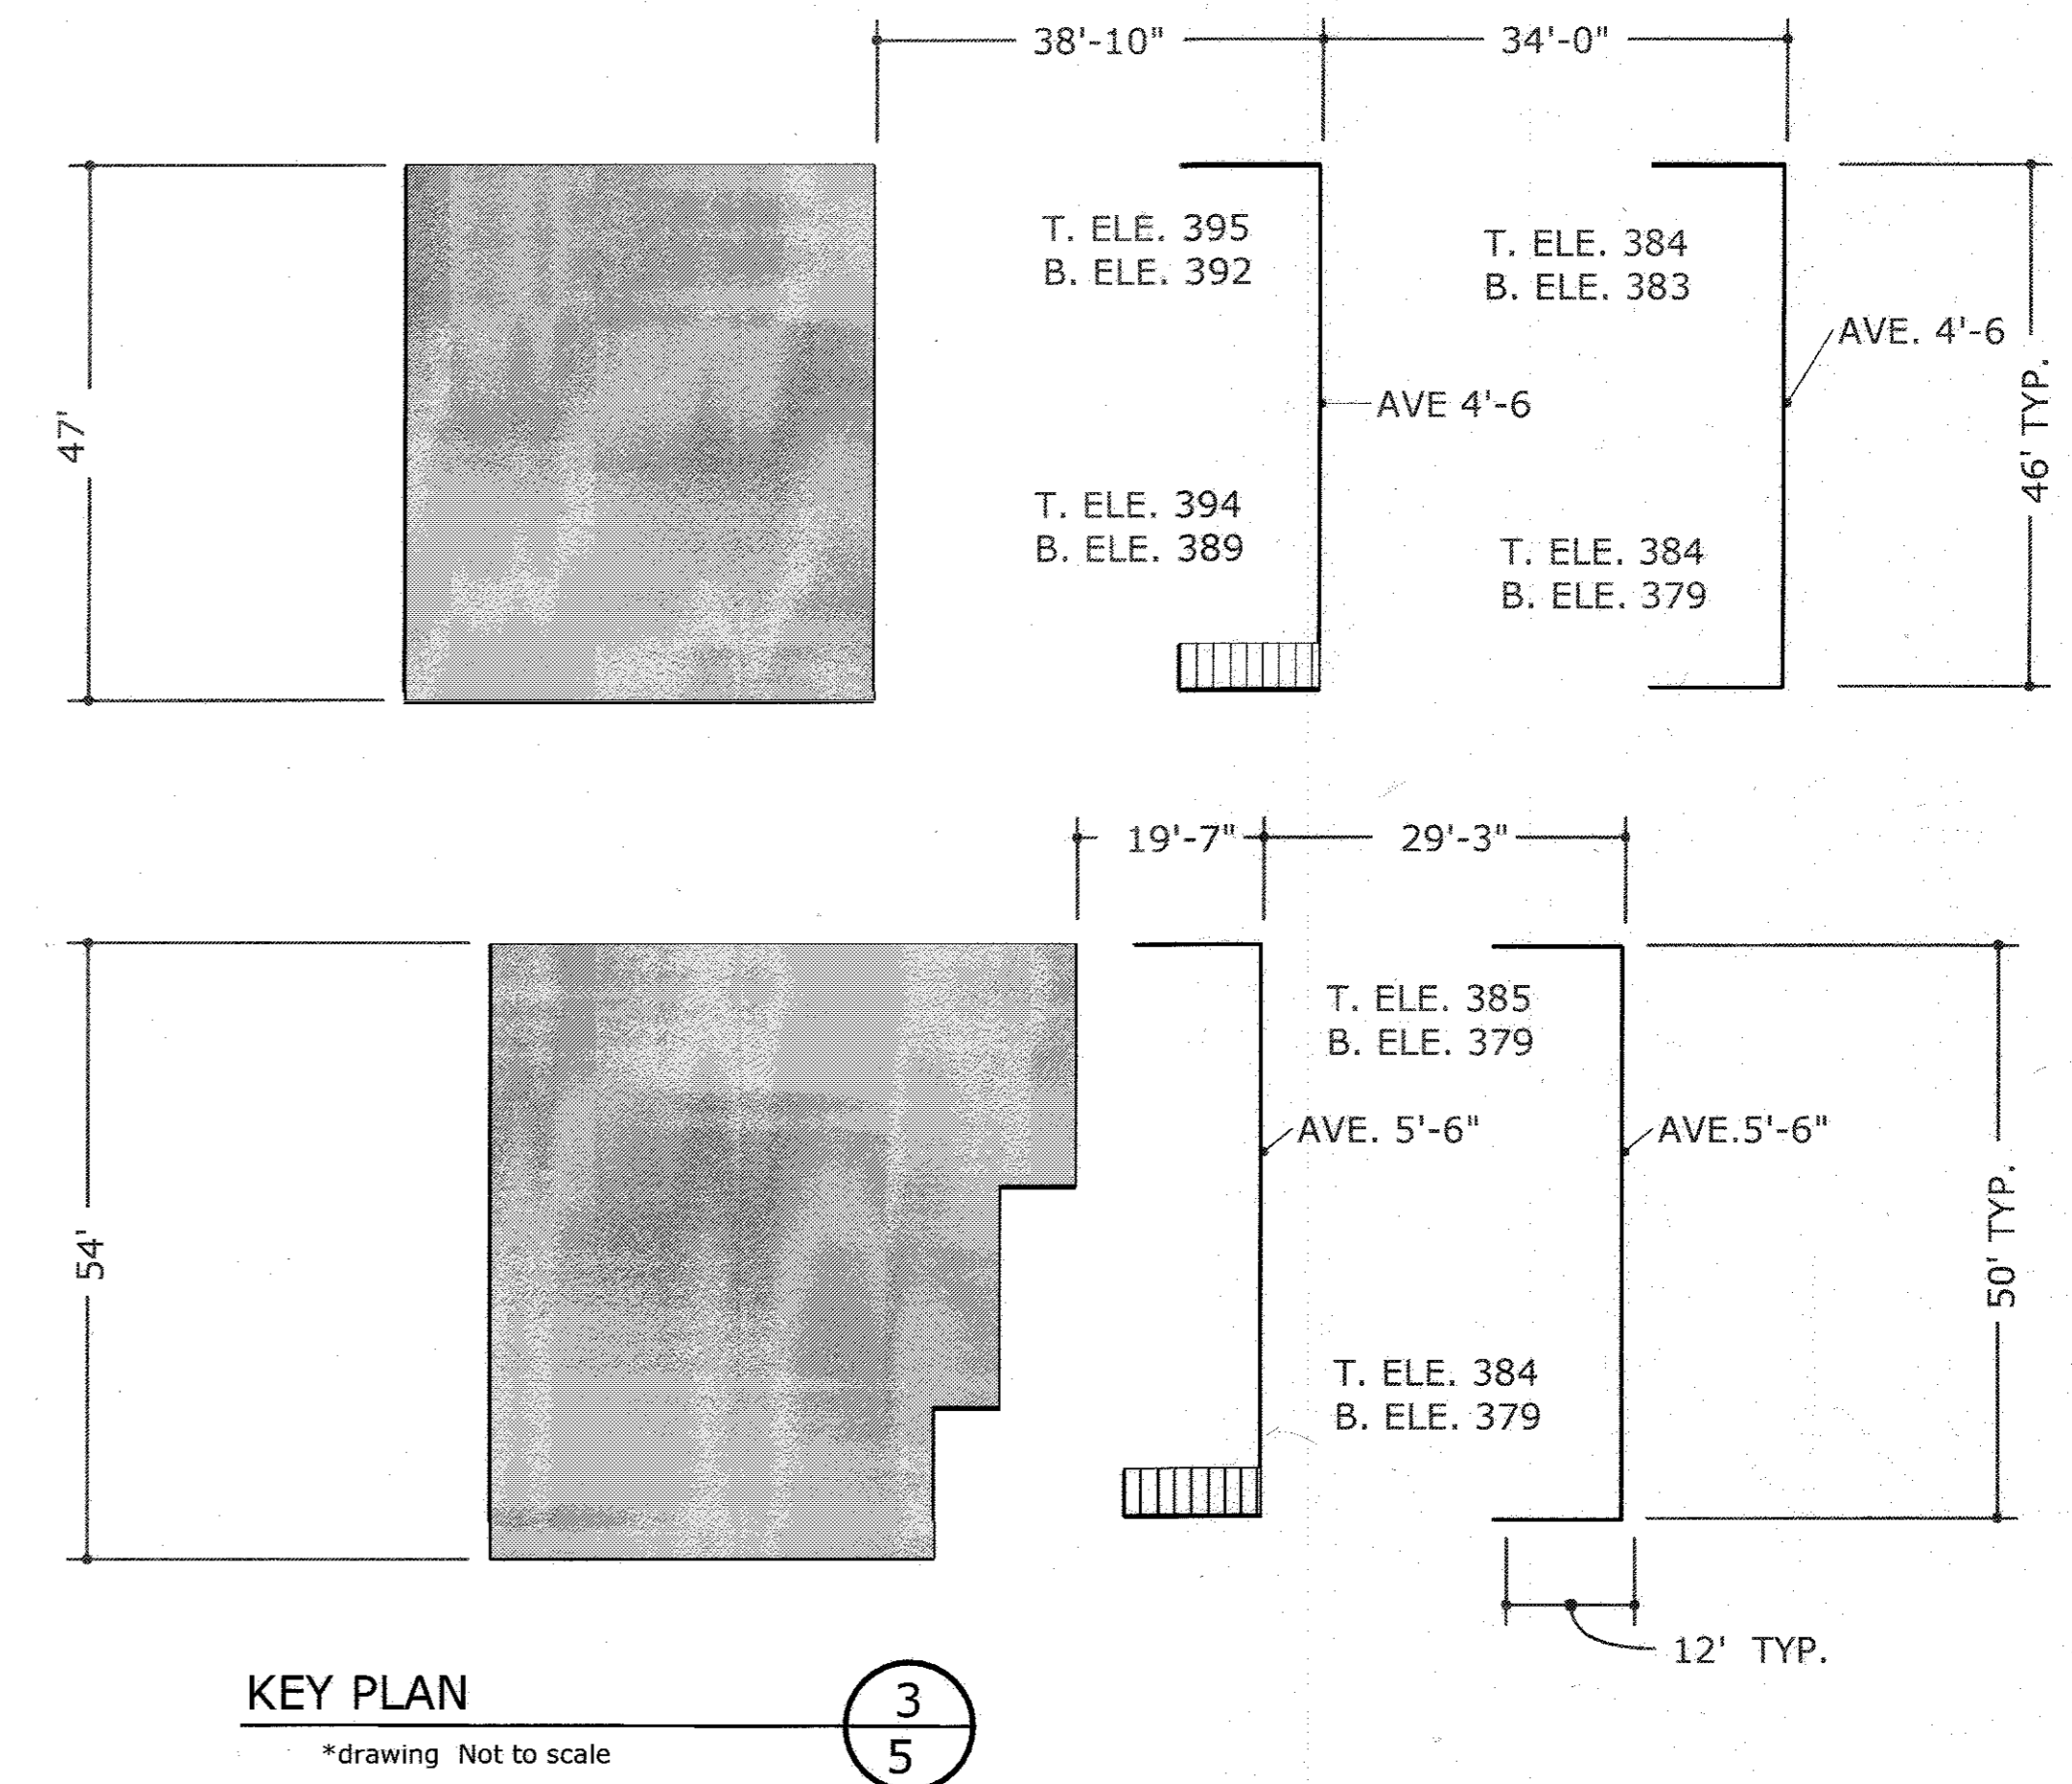 38'-10"
34'-0"
T. ELE. 395
B. ELE. 392
T. ELE. 384
B. ELE. 383
AVE. 4'-6
47'
AVE 4'-6
46' TYP.
T. ELE. 394
B. ELE. 389
T. ELE. 384
B. ELE. 379
19'-7"
29'-3"
T. ELE. 385
B. ELE. 379
AVE. 5'-6"
AVE.5'-6"
54'
50' TYP.
T. ELE. 384
B. ELE. 379
12' TYP.
KEY PLAN
3
5
*drawing Not to scale